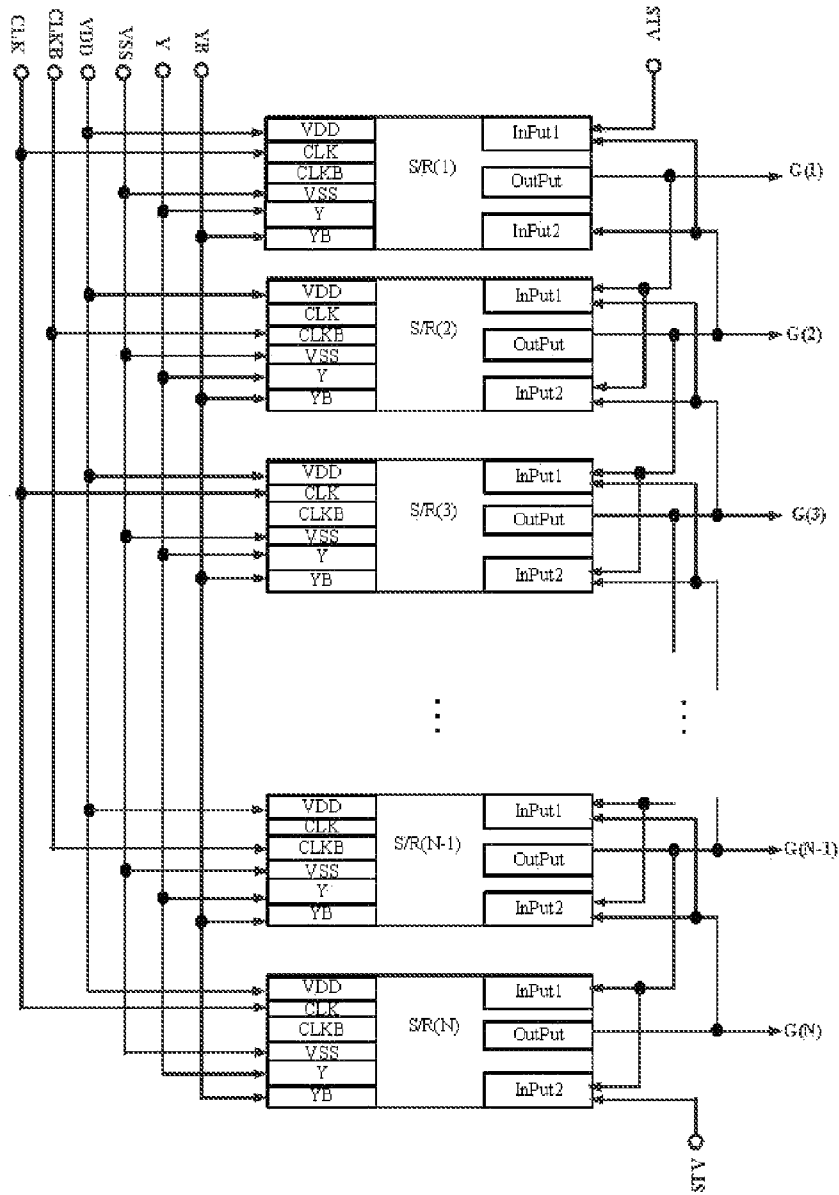 CLK
CLKB
VDD
VSS
Y
YB
STV
VDD
CLK
CLKB
VSS
Y
YB
S/R(1)
InPut1
OutPut
InPut2
G(1)
VDD
CLK
CLKB
VSS
Y
YB
S/R(2)
InPut1
OutPut
InPut2
G(2)
VDD
CLK
CLKB
VSS
Y
YB
S/R(3)
InPut1
OutPut
InPut2
G(3)
...
...
VDD
CLK
CLKB
VSS
Y
YB
S/R(N-1)
InPut1
OutPut
InPut2
G(N-1)
VDD
CLK
CLKB
VSS
Y
YB
S/R(N)
InPut1
OutPut
InPut2
G(N)
STV